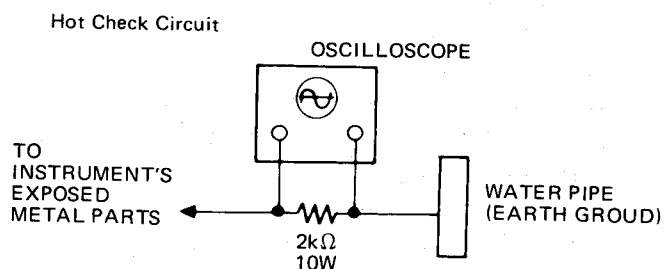 Hot Check Circuit
OSCILLOSCOPE
TO
INSTRUMENT'S
EXPOSED
METAL PARTS
2kΩ
10W
WATER PIPE
(EARTH GROUD)